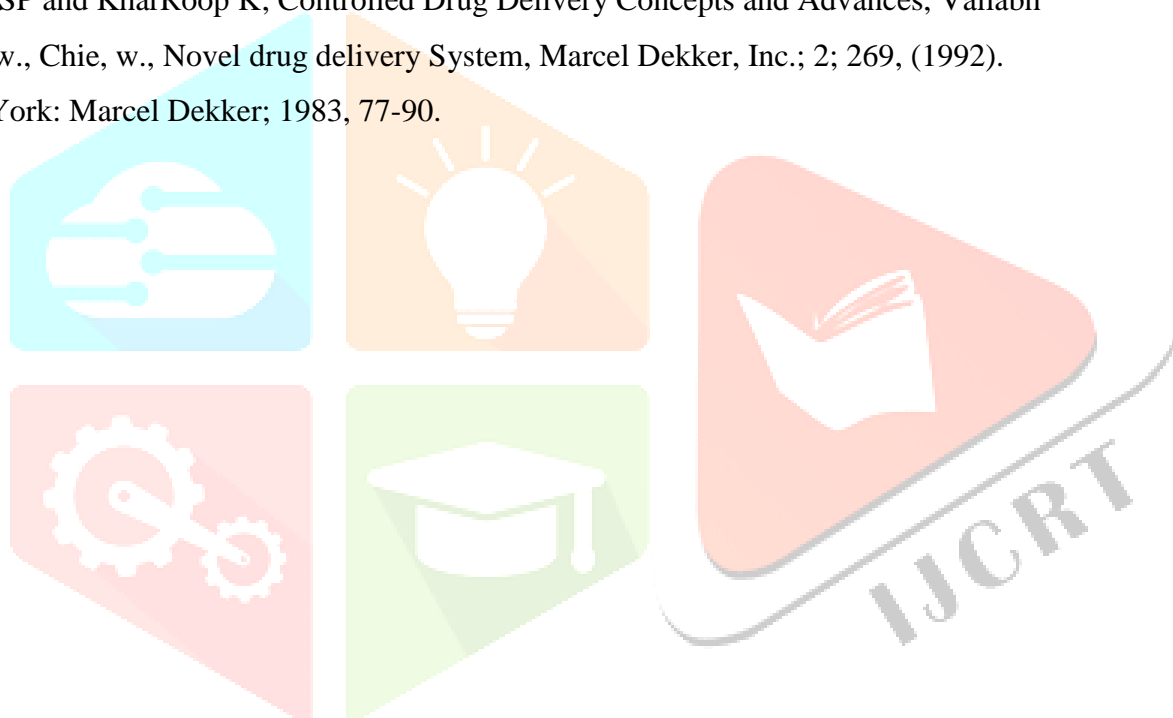 SP and KharRoop K, Controlled Drug Delivery Concepts and Advances, Vallabh
w., Chie, w., Novel drug delivery System, Marcel Dekker, Inc.; 2; 269, (1992).
York: Marcel Dekker; 1983, 77-90.
IJCRT